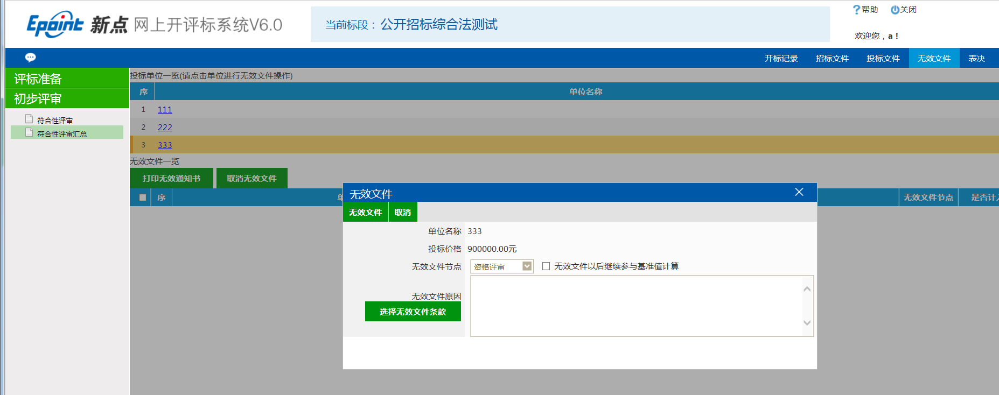 Epoint 新点 网上开评标系统V6.0
当前标段：公开招标综合法测试
帮助 关闭
欢迎您，a！
开标记录 招标文件 投标文件 无效文件 表决
评标准备
初步评审
符合性评审
符合性评审汇总
投标单位一览(请点击单位进行无效文件操作)
序 单位名称
1 111
2 222
3 333
无效文件一览
打印无效通知书 取消无效文件
序 无效文件节点
无效文件
无效文件 取消
单位名称 333
投标价格 900000.00元
无效文件节点 资格评审 无效文件以后继续参与基准值计算
无效文件原因
选择无效文件条款